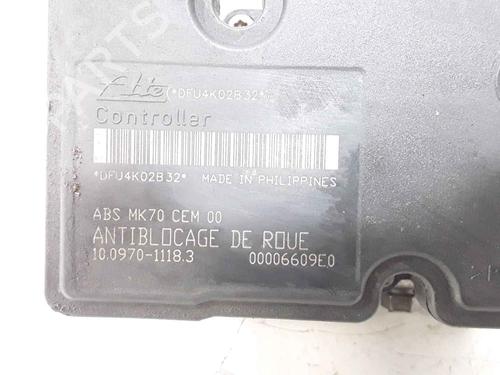 Ate (*DFU4K02B32*
Controller
*DFU4K02B32* MADE IN PHILIPPINES
ABS MK70 CEM 00
ANTIBLOCAGE DE ROUE
10.0970-1118.3 00006609E0